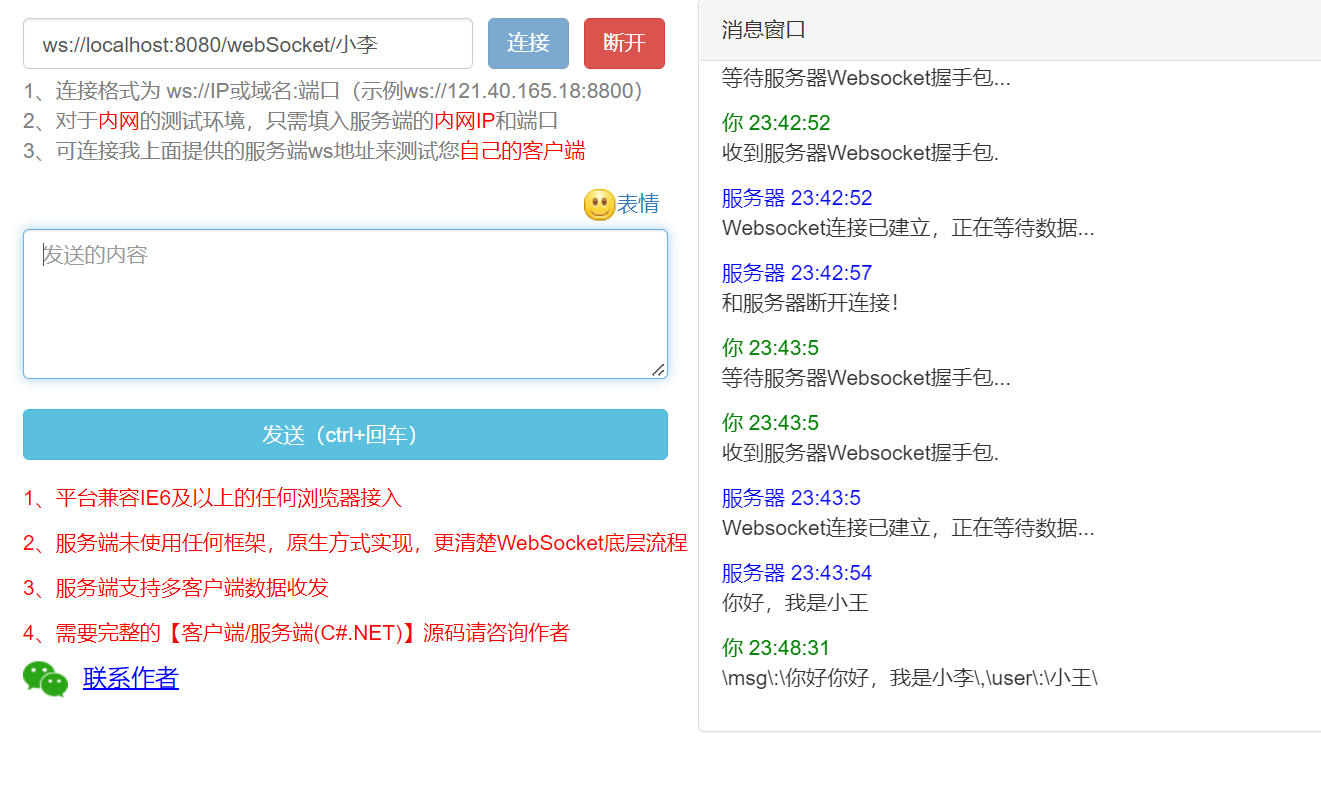 ws://localhost:8080/webSocket/小李
连接
断开
1、连接格式为 ws://IP或域名:端口（示例ws://121.40.165.18:8800）
2、对于内网的测试环境，只需填入服务端的内网IP和端口
3、可连接我上面提供的服务端ws地址来测试您自己的客户端
表情
发送的内容
发送（ctrl+回车）
1、平台兼容IE6及以上的任何浏览器接入
2、服务端未使用任何框架，原生方式实现，更清楚WebSocket底层流程
3、服务端支持多客户端数据收发
4、需要完整的【客户端/服务端(C#.NET)】源码请咨询作者
联系作者
消息窗口
等待服务器Websocket握手包...
你 23:42:52
收到服务器Websocket握手包.
服务器 23:42:52
Websocket连接已建立，正在等待数据...
服务器 23:42:57
和服务器断开连接！
你 23:43:5
等待服务器Websocket握手包...
你 23:43:5
收到服务器Websocket握手包.
服务器 23:43:5
Websocket连接已建立，正在等待数据...
服务器 23:43:54
你好，我是小王
你 23:48:31
\msg\:\你好你好，我是小李\,\user\:\小王\